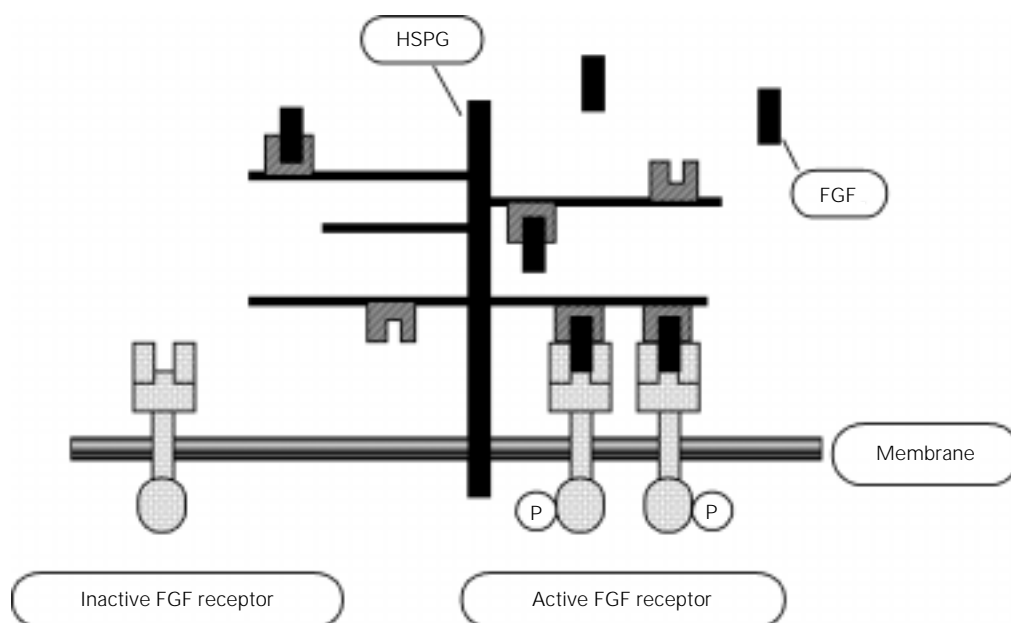 HSPG
FGF
Membrane
P
P
Inactive FGF receptor
Active FGF receptor